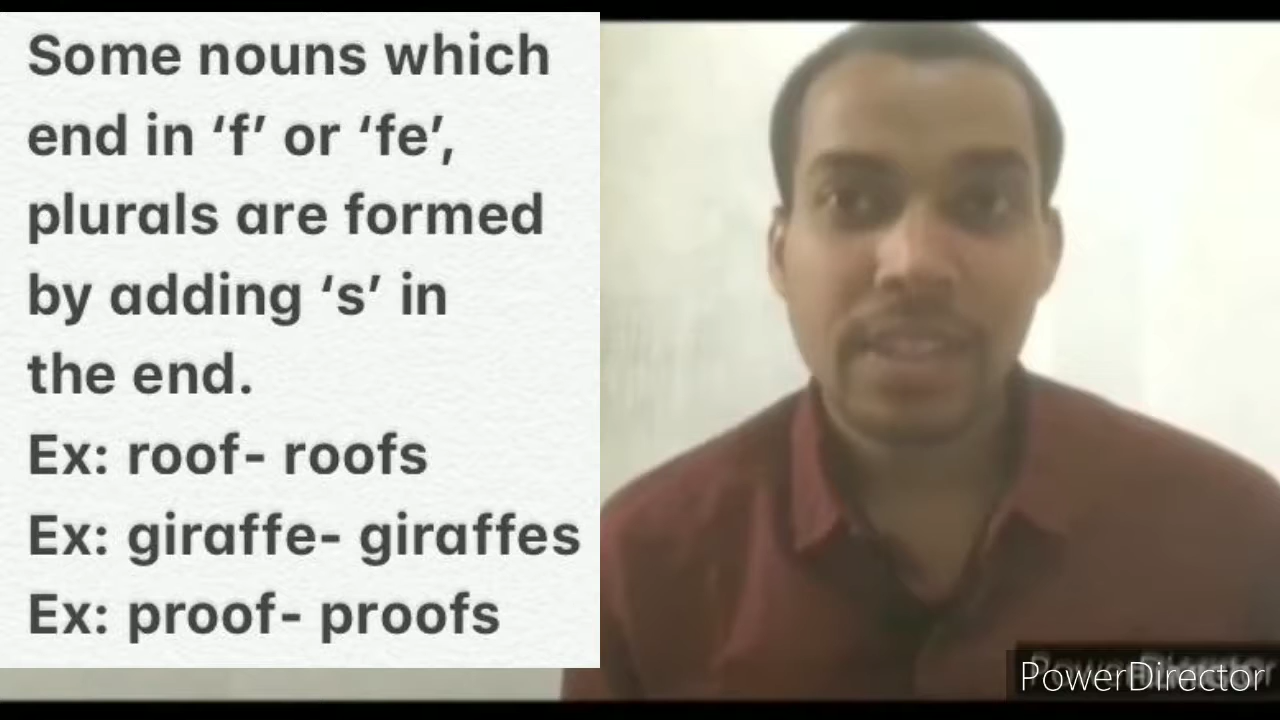 Some nouns which
end in ‘f’ or ‘fe’,
plurals are formed
by adding ‘s’ in
the end.
Ex: roof- roofs
Ex: giraffe- giraffes
Ex: proof- proofs
PowerDirector